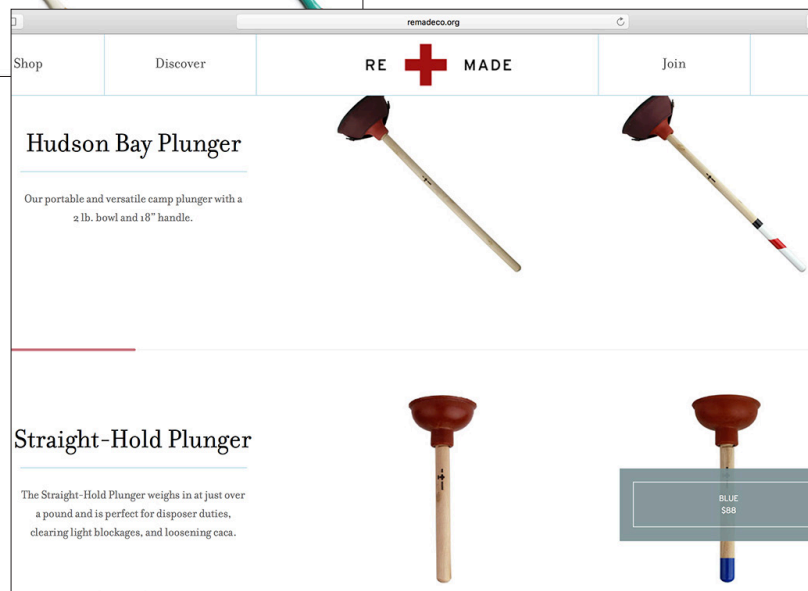 remadeco.org
Shop
Discover
RE MADE
Join
Hudson Bay Plunger
Our portable and versatile camp plunger with a
2 lb. bowl and 18" handle.
Straight-Hold Plunger
The Straight-Hold Plunger weighs in at just over
a pound and is perfect for disposer duties,
clearing light blockages, and loosening caca.
BLUE
$88